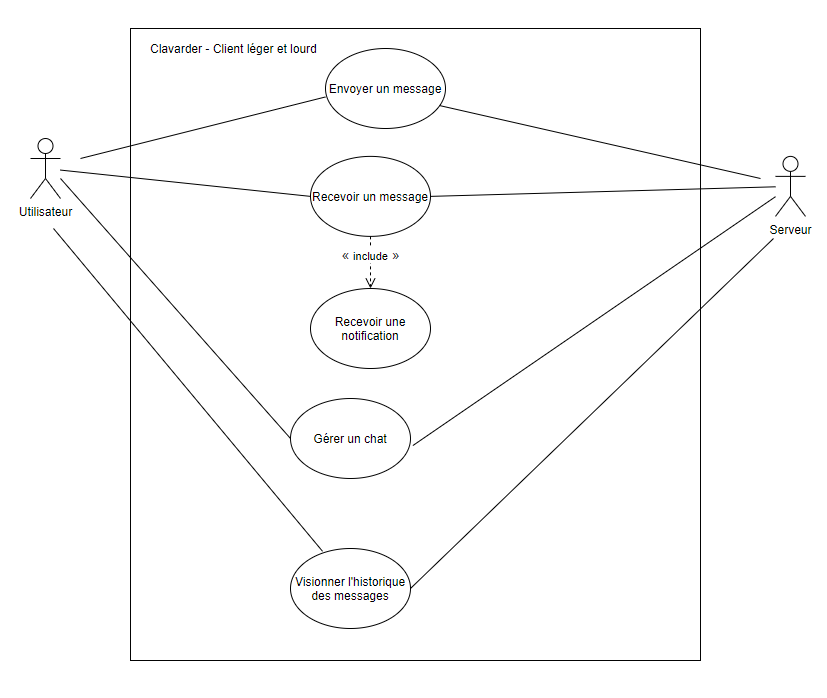 Clavarder - Client léger et lourd
Envoyer un message
Utilisateur
Recevoir un message
Serveur
« include »
Recevoir une
notification
Gérer un chat
Visionner l'historique
des messages